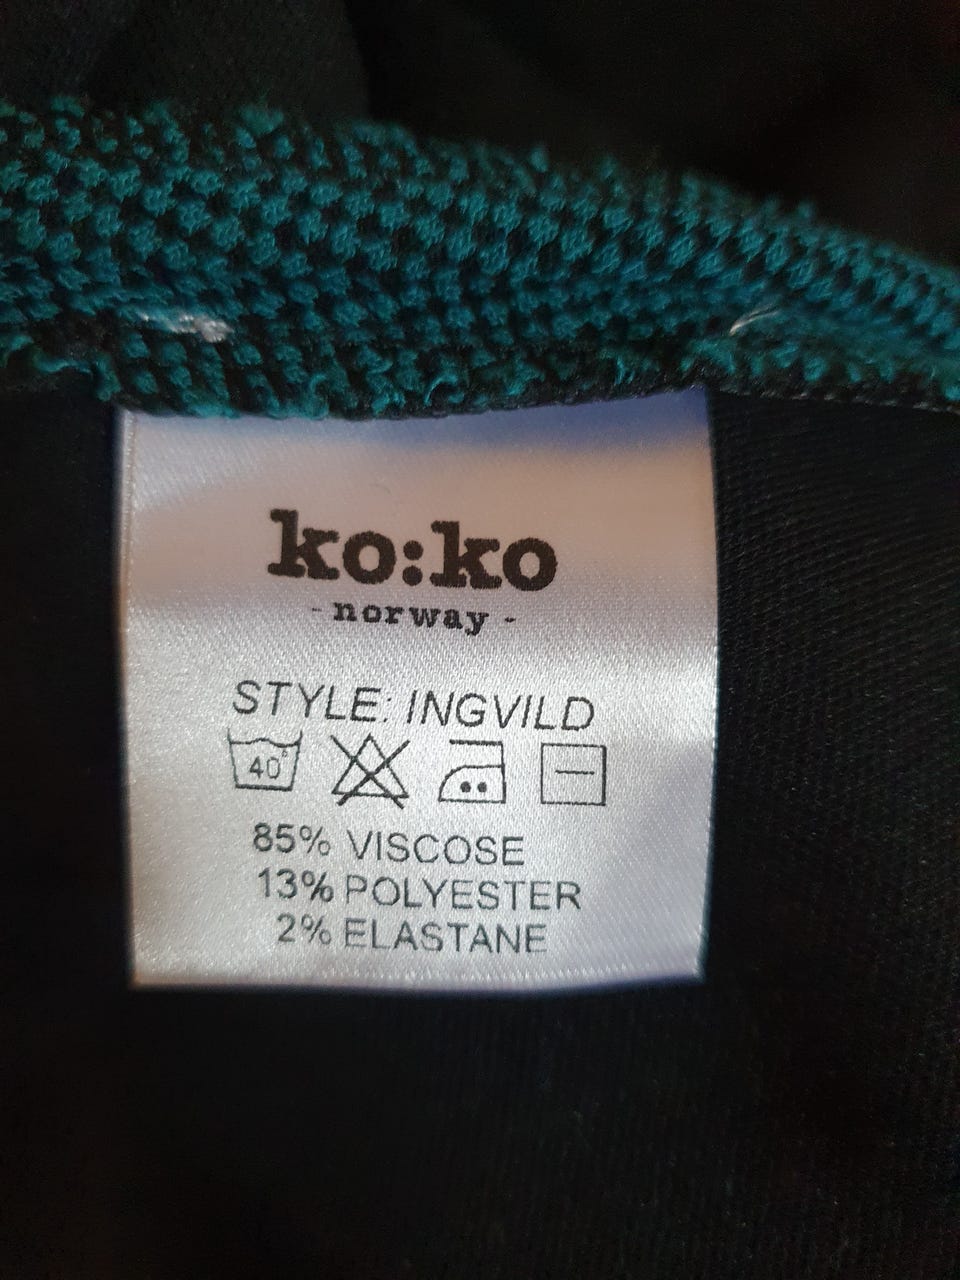 ko:ko
- norway -
STYLE: INGVILD
40°
85% VISCOSE
13% POLYESTER
2% ELASTANE